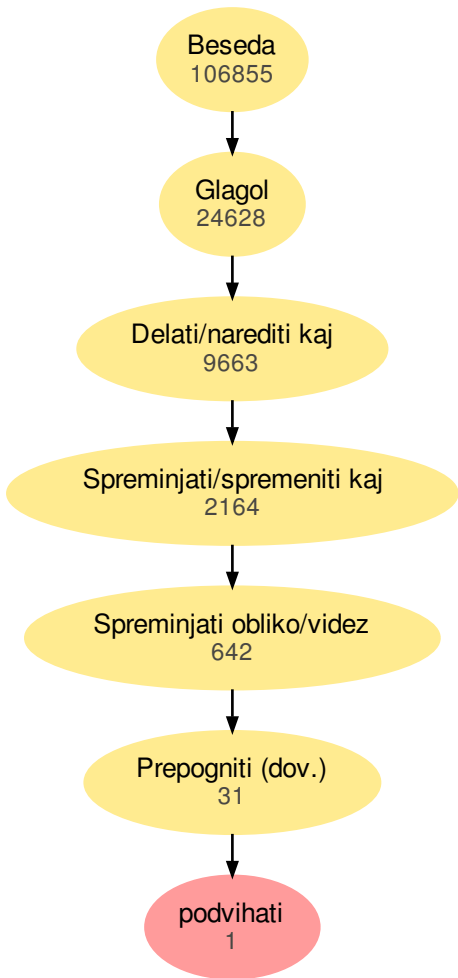 Beseda
106855
Glagol
24628
Delati/narediti kaj
9663
Spreminjati/spremeniti kaj
2164
Spreminjati obliko/videz
642
Prepogniti (dov.)
31
podvihati
1